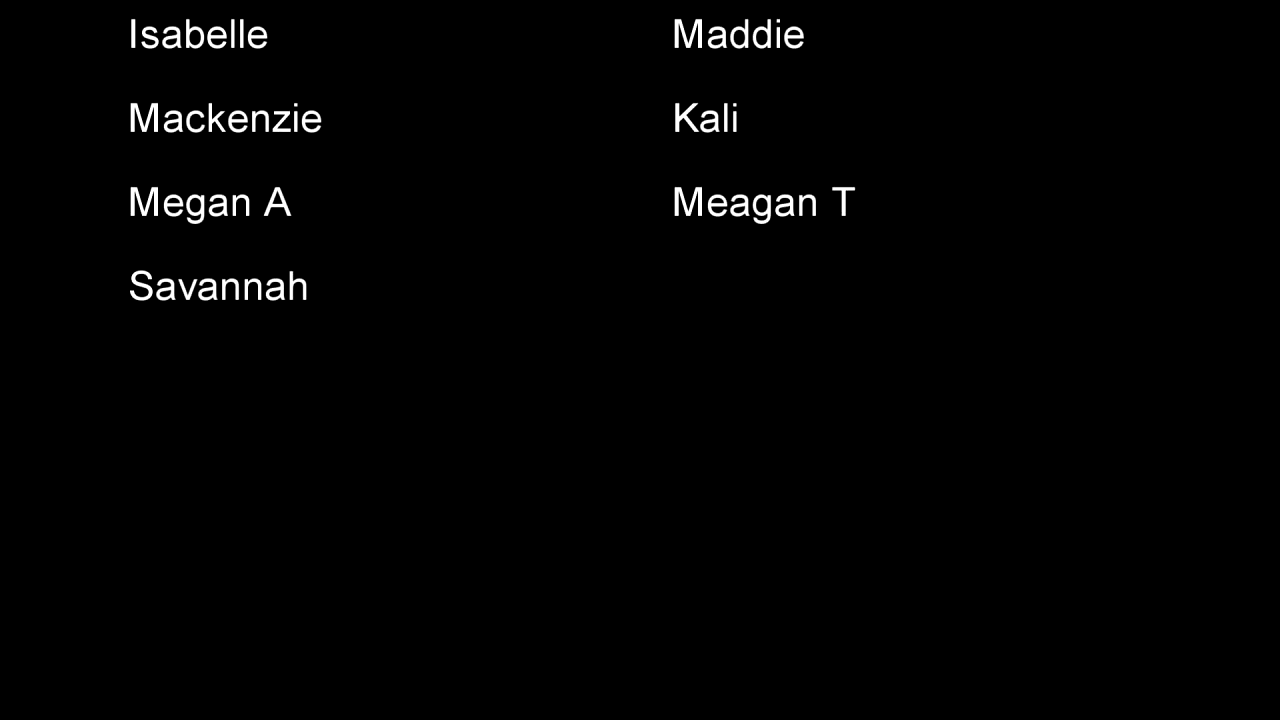 Isabelle
Maddie
Mackenzie
Kali
Megan A
Meagan T
Savannah